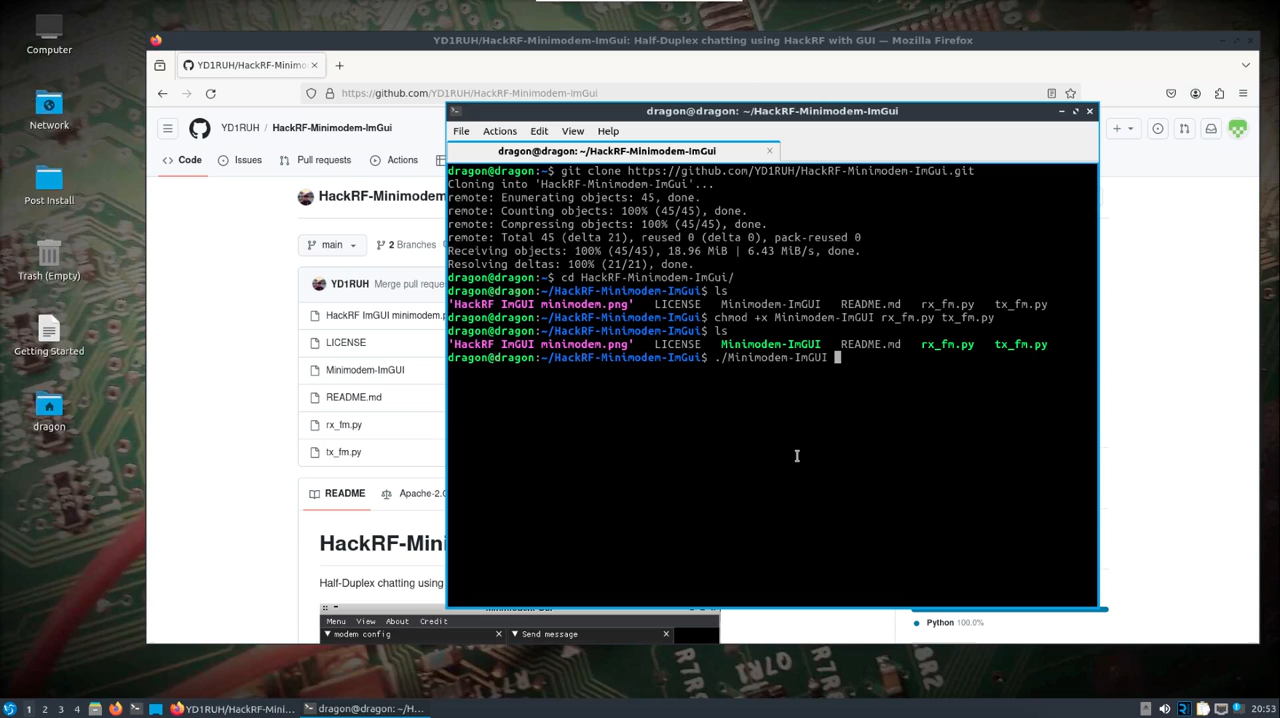 Computer
Network
Post Install
Trash (Empty)
Getting Started
dragon
YD1RUH/HackRF-Minimodem-ImGui: Half-Duplex chatting using HackRF with GUI — Mozilla Firefox
YD1RUH/HackRF-Minimo
https://github.com/YD1RUH/HackRF-Minimodem-ImGui
YD1RUH / HackRF-Minimodem-ImGui
Code
Issues
Pull requests
Actions
HackRF-Minimodem
main
2 Branches
YD1RUH Merge pull request
HackRF ImGUI minimodem.p
LICENSE
Minimodem-ImGUI
README.md
rx_fm.py
tx_fm.py
README
Apache-2.0
HackRF-Mini
Half-Duplex chatting using
Menu View About Credit
modem config
Send message
Python 100.0%
dragon@dragon: ~/HackRF-Minimodem-ImGui
File Actions Edit View Help
dragon@dragon: ~/HackRF-Minimodem-ImGui
dragon@dragon:~$ git clone https://github.com/YD1RUH/HackRF-Minimodem-ImGui.git
Cloning into 'HackRF-Minimodem-ImGui'...
remote: Enumerating objects: 45, done.
remote: Counting objects: 100% (45/45), done.
remote: Compressing objects: 100% (45/45), done.
remote: Total 45 (delta 21), reused 0 (delta 0), pack-reused 0
Receiving objects: 100% (45/45), 18.96 MiB | 6.43 MiB/s, done.
Resolving deltas: 100% (21/21), done.
dragon@dragon:~$ cd HackRF-Minimodem-ImGui/
dragon@dragon:~/HackRF-Minimodem-ImGui$ ls
'HackRF ImGUI minimodem.png' LICENSE Minimodem-ImGUI README.md rx_fm.py tx_fm.py
dragon@dragon:~/HackRF-Minimodem-ImGui$ chmod +x Minimodem-ImGUI rx_fm.py tx_fm.py
dragon@dragon:~/HackRF-Minimodem-ImGui$ ls
'HackRF ImGUI minimodem.png' LICENSE Minimodem-ImGUI README.md rx_fm.py tx_fm.py
dragon@dragon:~/HackRF-Minimodem-ImGui$ ./Minimodem-ImGUI
1 2 3 4
YD1RUH/HackRF-Mini...
dragon@dragon: ~/H...
20:53